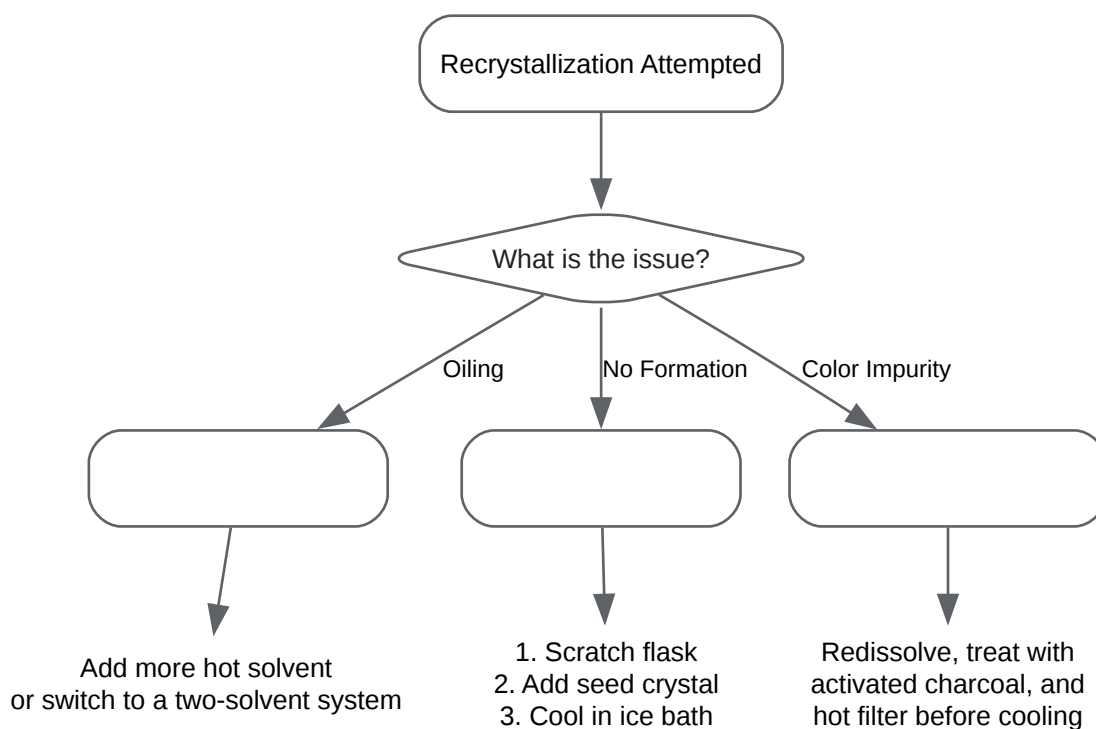 Recrystallization Attempted
What is the issue?
Oiling
No Formation
Color Impurity
Add more hot solvent
or switch to a two-solvent system
1. Scratch flask
2. Add seed crystal
3. Cool in ice bath
Redissolve, treat with
activated charcoal, and
hot filter before cooling